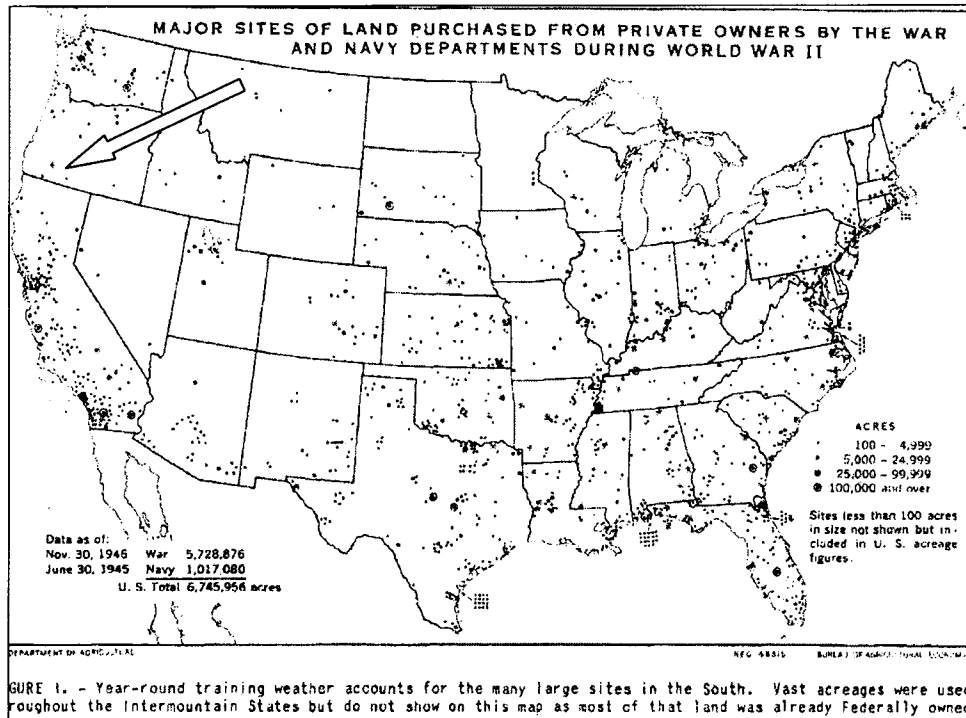 MAJOR SITES OF LAND PURCHASED FROM PRIVATE OWNERS BY THE WAR
AND NAVY DEPARTMENTS DURING WORLD WAR II
ACRES
100 - 4,999
5,000 - 24,999
25,000 - 99,999
100,000 and over
Sites less than 100 acres
in size not shown but in-
cluded in U. S. acreage
figures.
Data as of:
Nov. 30, 1946 War 5,728,876
June 30, 1945 Navy 1,017,080
U. S. Total 6,745,956 acres
DEPARTMENT OF AGRICULTURE
NEG.
BUREAU OF AGRICULTURAL
GURE 1. - Year-round training weather accounts for the many large sites in the South. Vast acreages were used
roughout the Intermountain States but do not show on this map as most of that land was already Federally owned